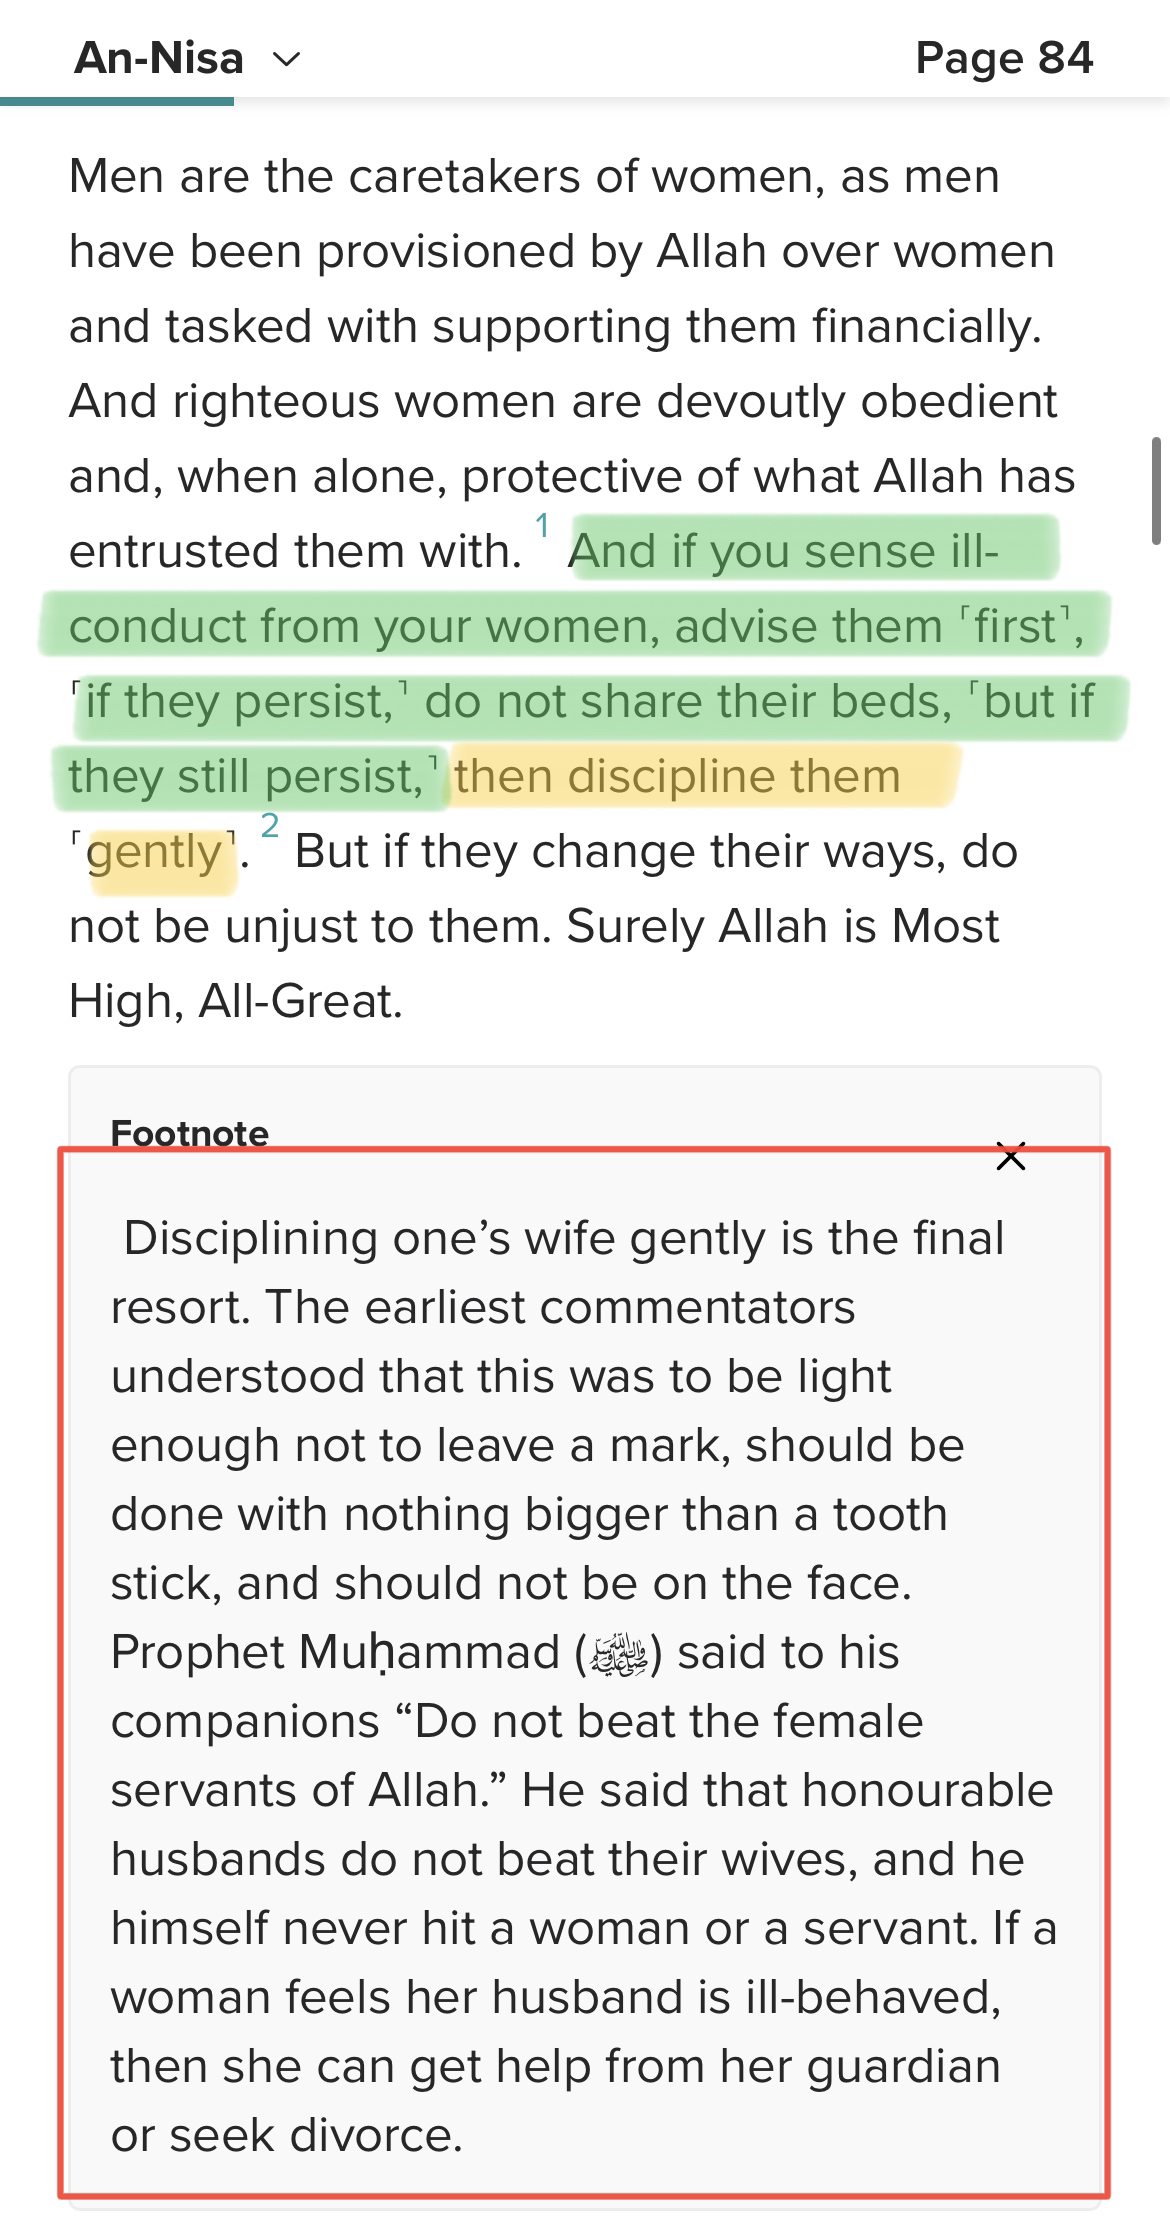 An-Nisa
Page 84
Men are the caretakers of women, as men
have been provisioned by Allah over women
and tasked with supporting them financially.
And righteous women are devoutly obedient
and, when alone, protective of what Allah has
entrusted them with. 1 And if you sense ill-
conduct from your women, advise them ˹first˺,
˹if they persist,˺ do not share their beds, ˹but if
they still persist,˺ then discipline them
˹gently˺. 2 But if they change their ways, do
not be unjust to them. Surely Allah is Most
High, All-Great.
Footnote
Disciplining one’s wife gently is the final
resort. The earliest commentators
understood that this was to be light
enough not to leave a mark, should be
done with nothing bigger than a tooth
stick, and should not be on the face.
Prophet Muḥammad (ﷺ) said to his
companions “Do not beat the female
servants of Allah.” He said that honourable
husbands do not beat their wives, and he
himself never hit a woman or a servant. If a
woman feels her husband is ill-behaved,
then she can get help from her guardian
or seek divorce.